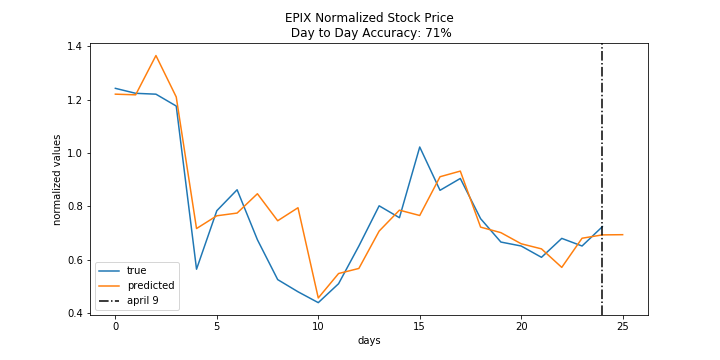 EPIX Normalized Stock Price
Day to Day Accuracy: 71%
1.4
1.2
1.0
0.8
0.6
0.4
normalized values
true
predicted
april 9
0
5
10
15
20
25
days